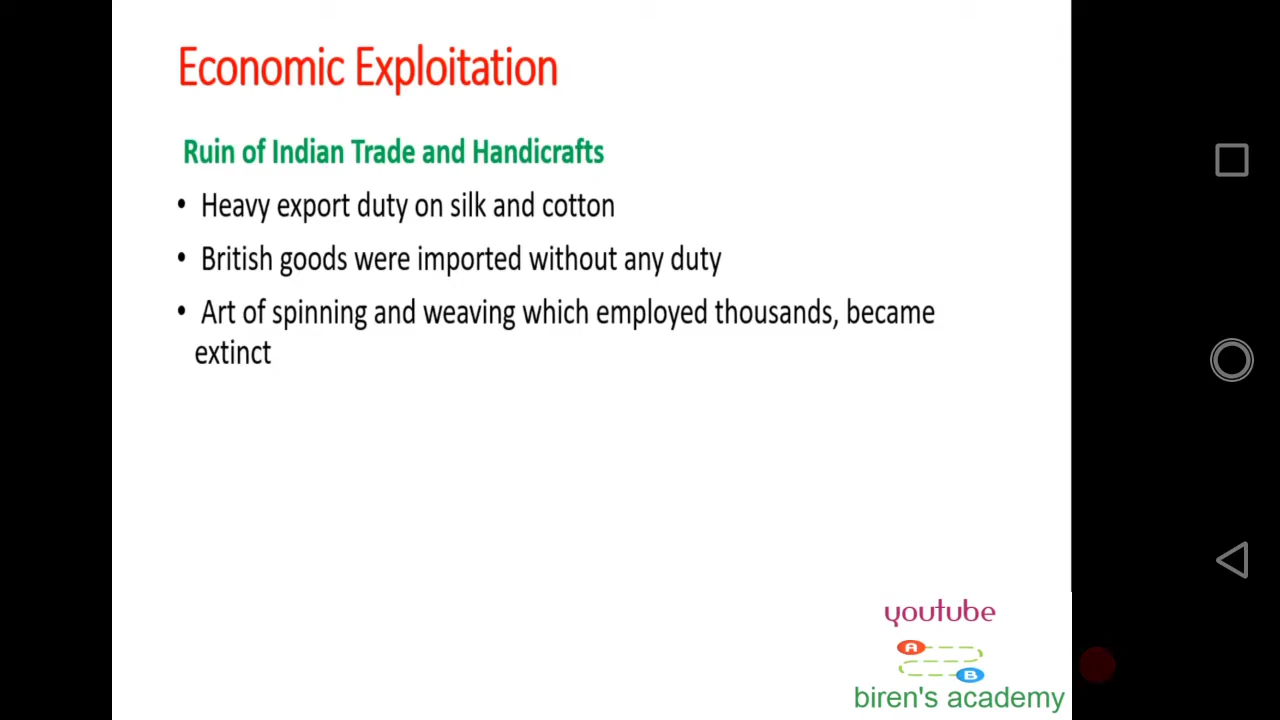 Economic Exploitation
Ruin of Indian Trade and Handicrafts
• Heavy export duty on silk and cotton
• British goods were imported without any duty
• Art of spinning and weaving which employed thousands, became
extinct
youtube
A
B
biren's academy